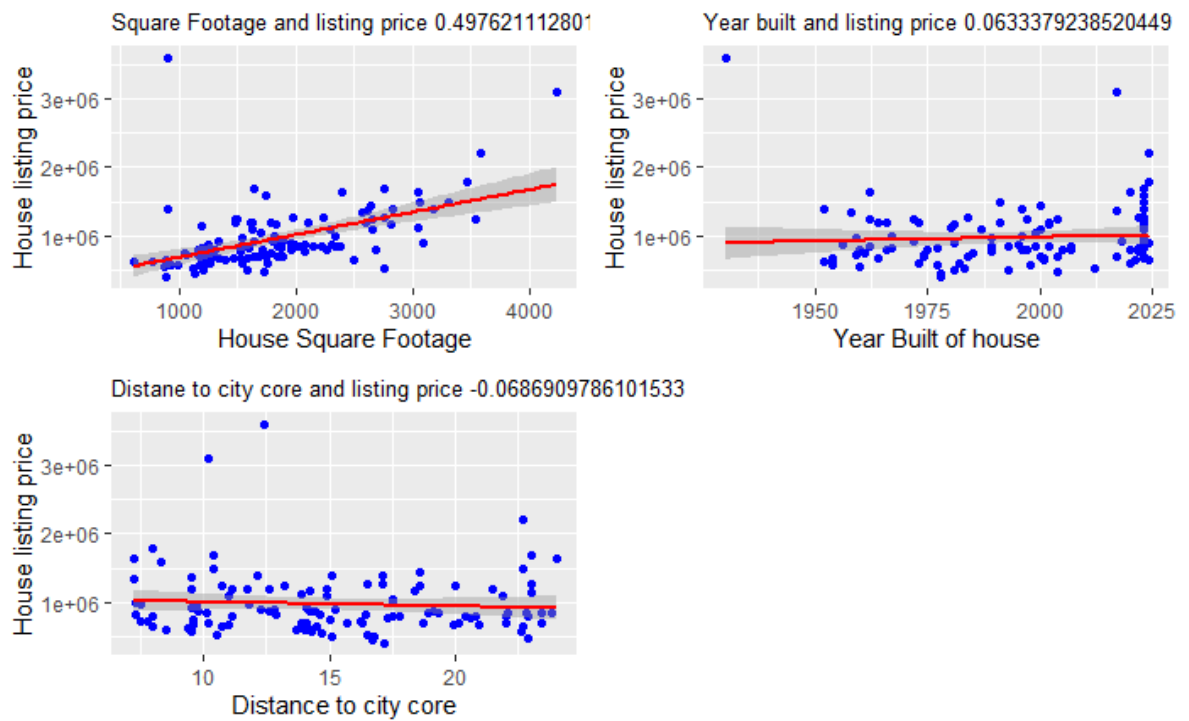 Square Footage and listing price 0.497621112801
House listing price
3e+06
2e+06
1e+06
1000 2000 3000 4000
House Square Footage
Year built and listing price 0.0633379238520449
House listing price
3e+06
2e+06
1e+06
1950 1975 2000 2025
Year Built of house
Distane to city core and listing price -0.0686909786101533
House listing price
3e+06
2e+06
1e+06
10 15 20
Distance to city core